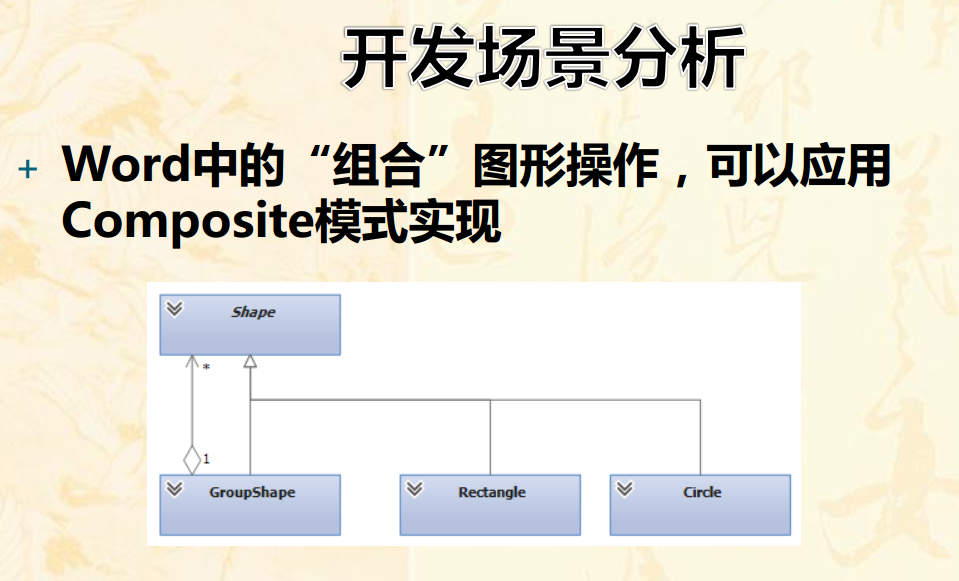 开发场景分析
+ Word中的“组合”图形操作，可以应用
Composite模式实现
Shape
*
1
GroupShape
Rectangle
Circle